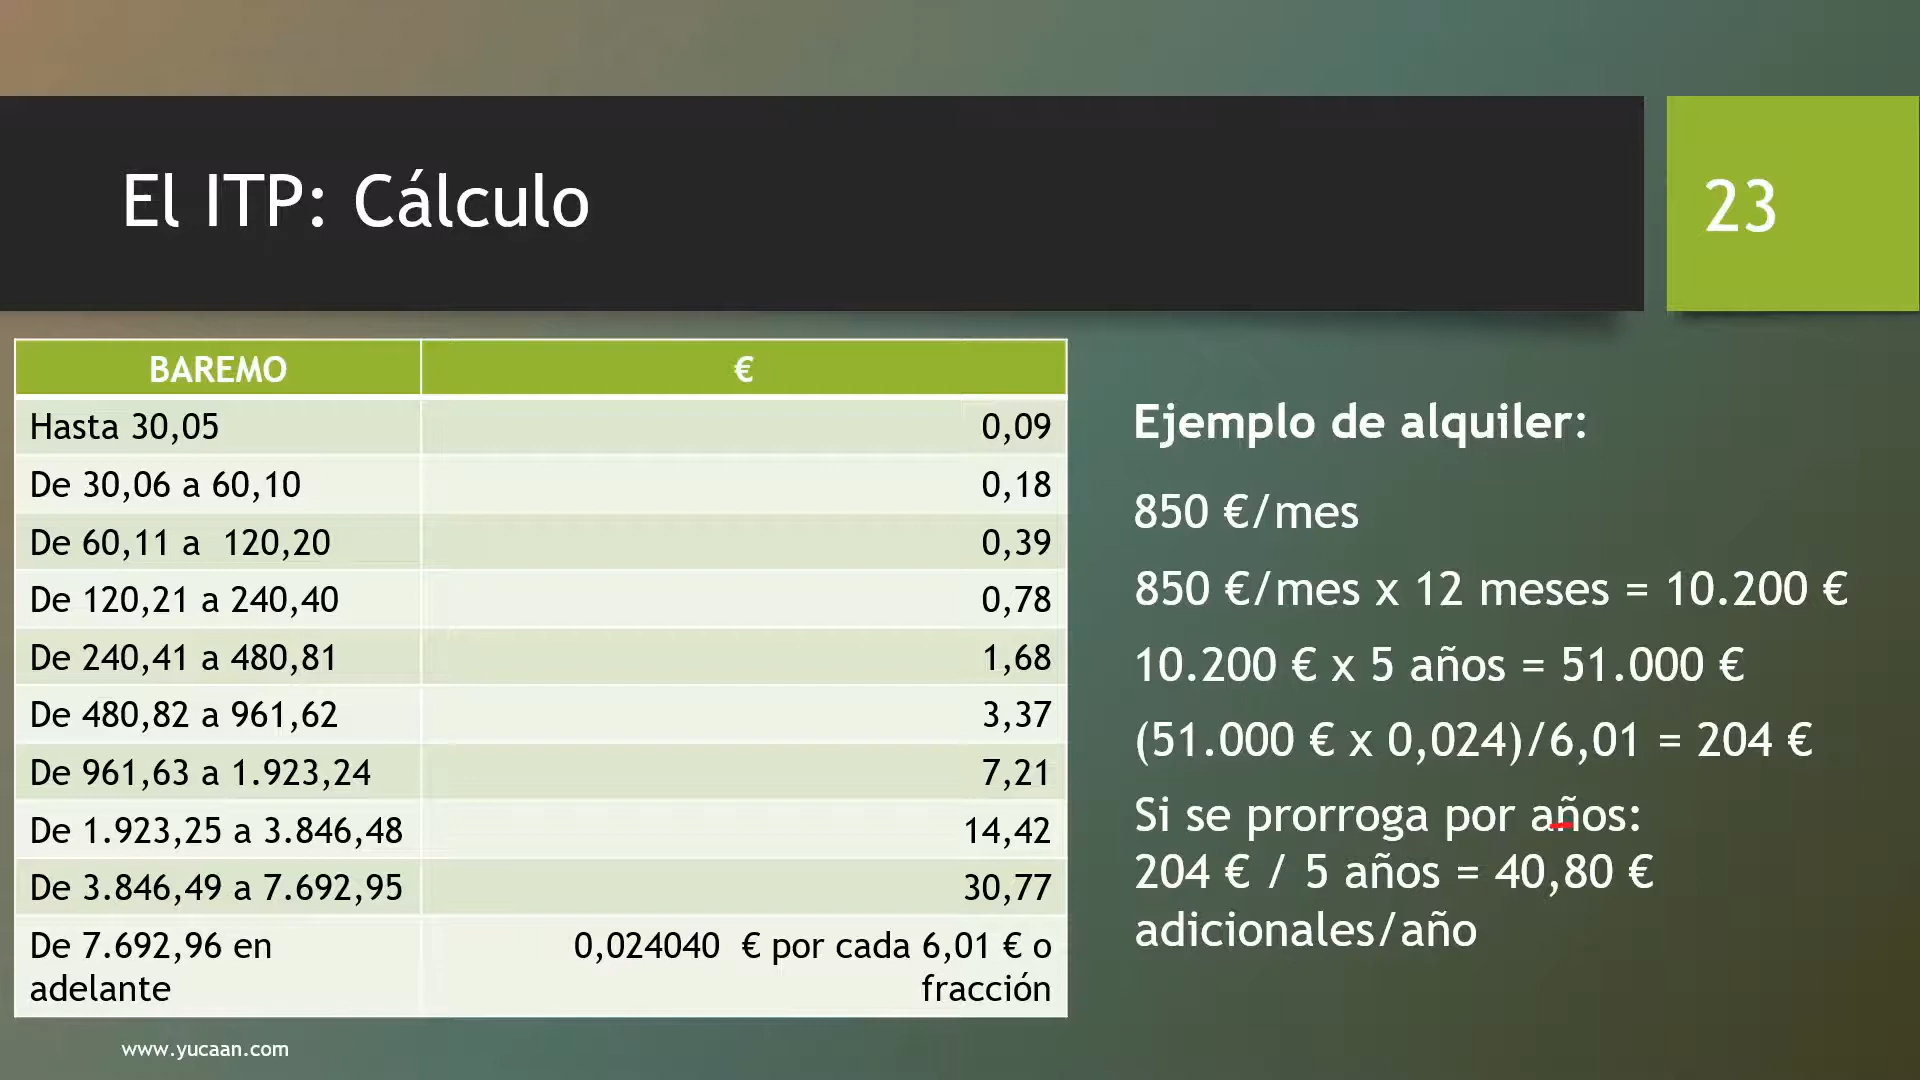 El ITP: Cálculo
23
BAREMO €
Hasta 30,05 0,09
De 30,06 a 60,10 0,18
De 60,11 a 120,20 0,39
De 120,21 a 240,40 0,78
De 240,41 a 480,81 1,68
De 480,82 a 961,62 3,37
De 961,63 a 1.923,24 7,21
De 1.923,25 a 3.846,48 14,42
De 3.846,49 a 7.692,95 30,77
De 7.692,96 en 0,024040 € por cada 6,01 € o
adelante fracción
Ejemplo de alquiler:
850 €/mes
850 €/mes x 12 meses = 10.200 €
10.200 € x 5 años = 51.000 €
(51.000 € x 0,024)/6,01 = 204 €
Si se prorroga por años:
204 € / 5 años = 40,80 €
adicionales/año
www.yucaan.com